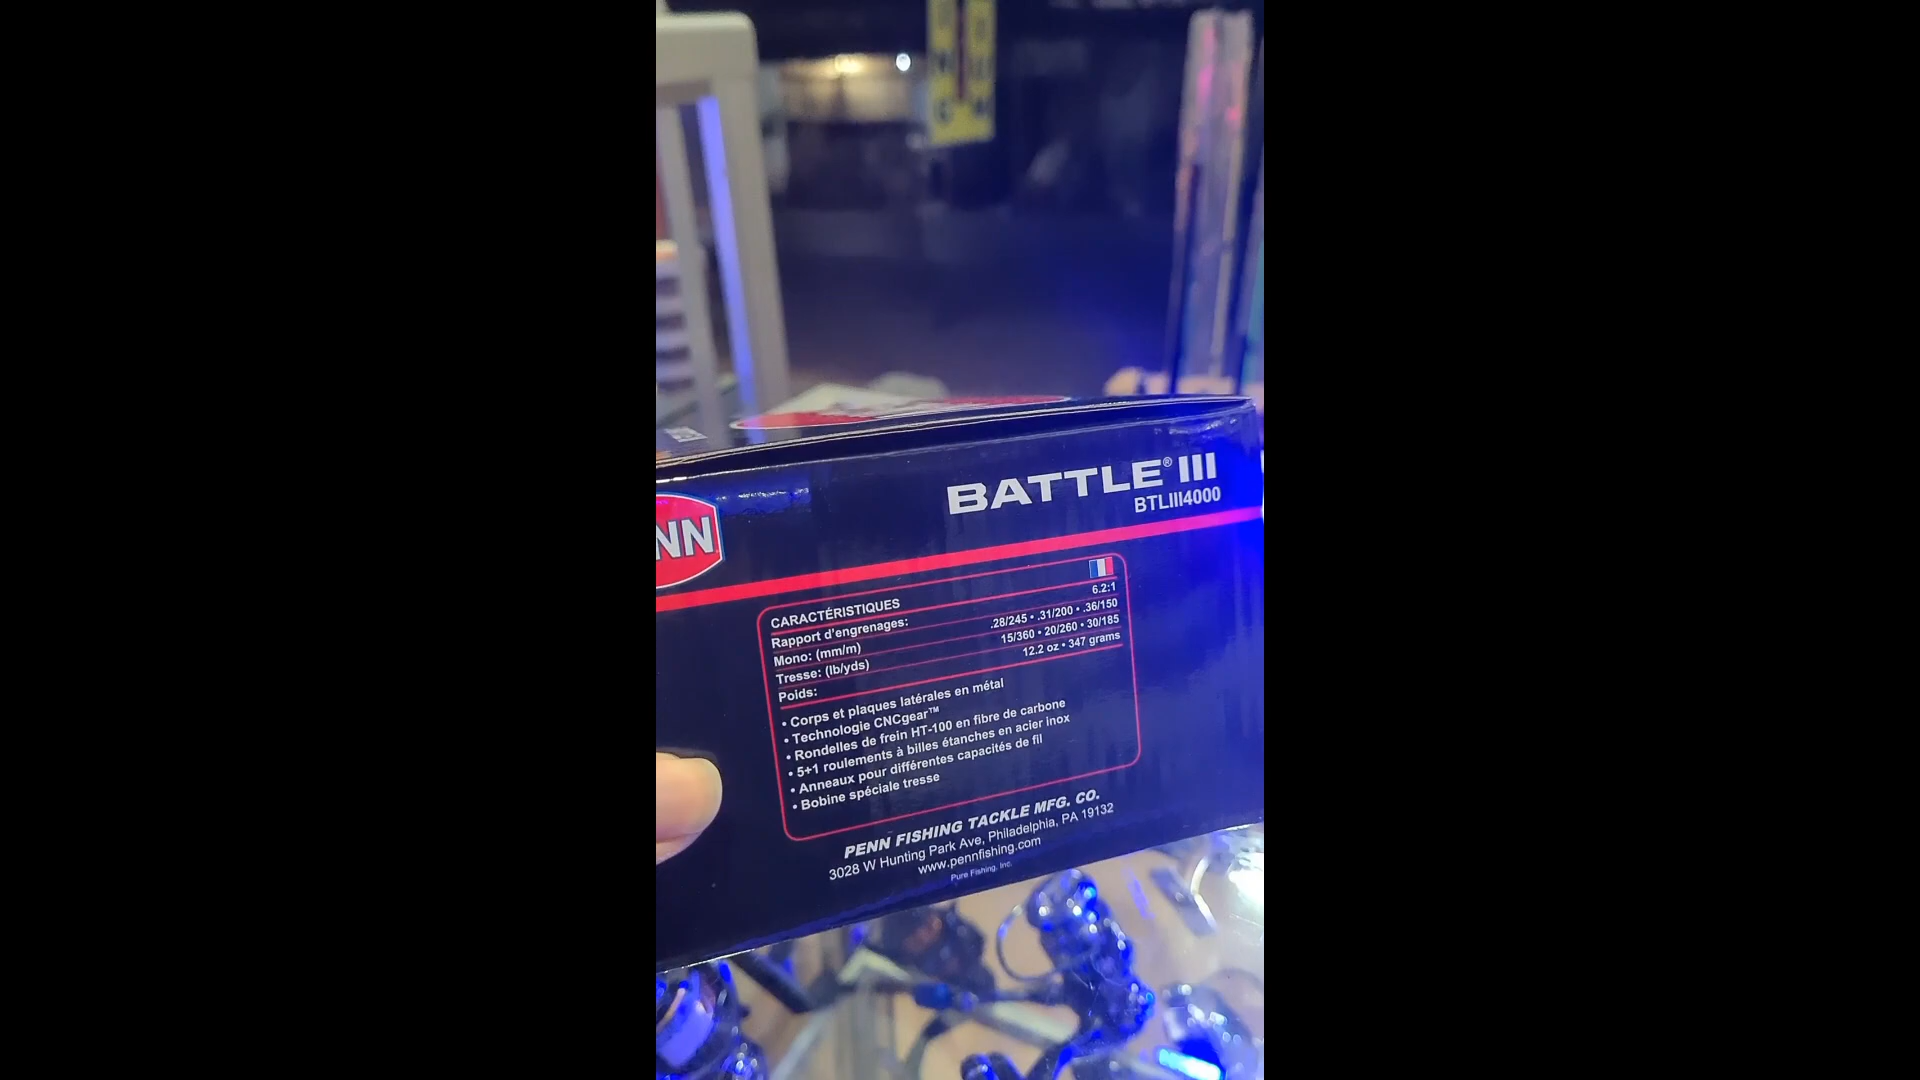 BATTLE® III
BTLIII4000
NN
CARACTÉRISTIQUES
Rapport d'engrenages: 6.2:1
Mono: (mm/m) .28/245 • .31/200 • .36/150
Tresse: (lb/yds) 15/360 • 20/260 • 30/185
Poids: 12.2 oz • 347 grams
• Corps et plaques latérales en métal
• Technologie CNCgear™
• Rondelles de frein HT-100 en fibre de carbone
• 5+1 roulements à billes étanches en acier inox
• Anneaux pour différentes capacités de fil
• Bobine spéciale tresse
PENN FISHING TACKLE MFG. CO.
3028 W Hunting Park Ave, Philadelphia, PA 19132
www.pennfishing.com
Pure Fishing, Inc.